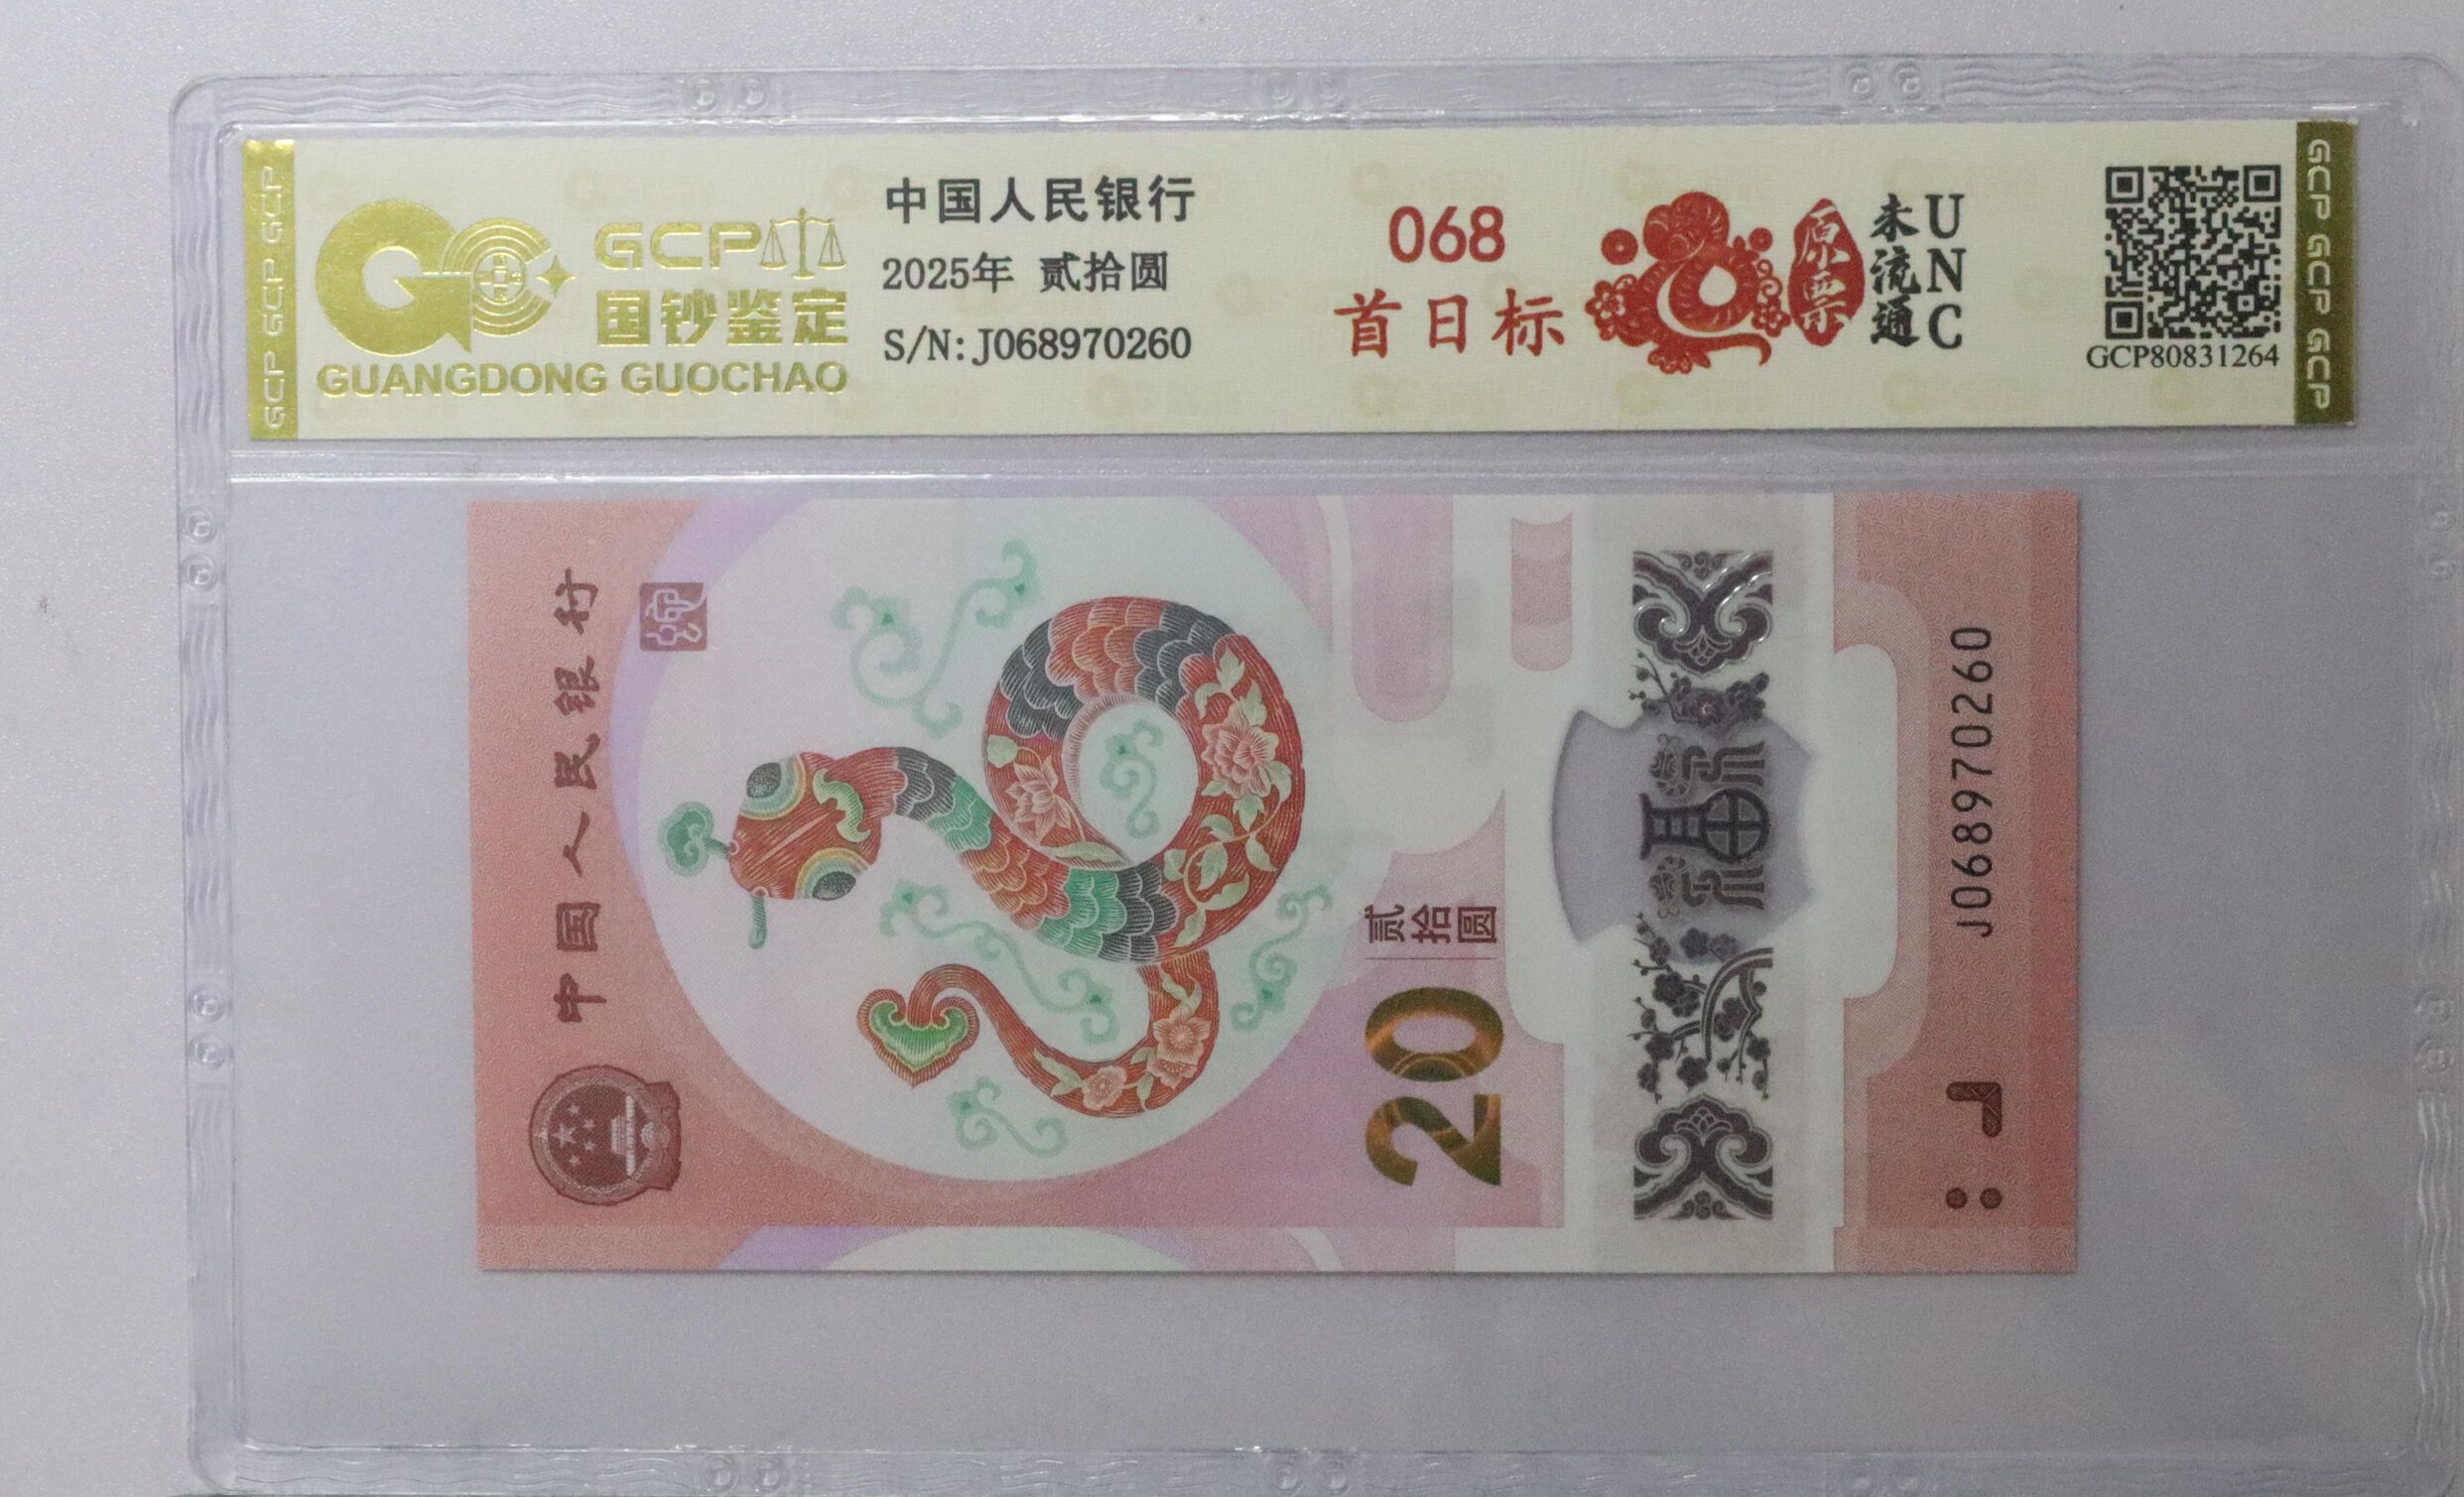 GCP GCP GCP
GCP
国钞鉴定
GUANGDONG GUOCHAO
中国人民银行
2025年 贰拾圆
S/N: J068970260
068
首日标
原票
未流通
UNC
GCP80831264
GCP GCP GCP
中国人民银行
贰拾圆
20
福
J068970260